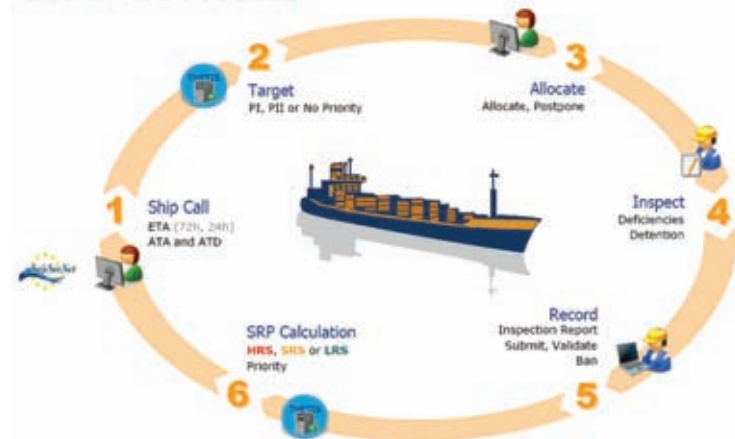 1
Ship Call
ETA (72h, 24h)
ATA and ATD
2
Target
PI, PII or No Priority
3
Allocate
Allocate, Postpone
4
Inspect
Deficiencies
Detention
5
Record
Inspection Report
Submit, Validate
Ban
6
SRP Calculation
HRS, SRS or LRS
Priority